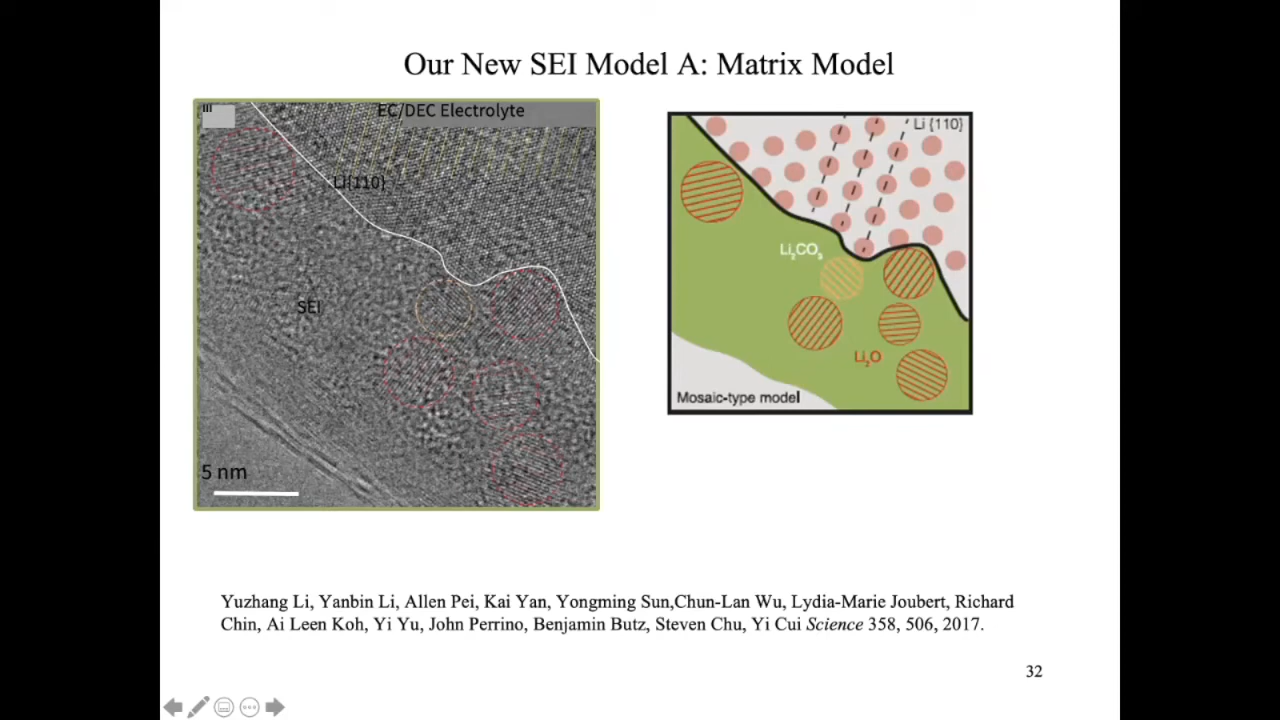 Our New SEI Model A: Matrix Model
III
EC/DEC Electrolyte
Li{110}
SEI
5 nm
Li {110}
Li₂CO₃
Li₂O
Mosaic-type model
Yuzhang Li, Yanbin Li, Allen Pei, Kai Yan, Yongming Sun,Chun-Lan Wu, Lydia-Marie Joubert, Richard
Chin, Ai Leen Koh, Yi Yu, John Perrino, Benjamin Butz, Steven Chu, Yi Cui Science 358, 506, 2017.
32